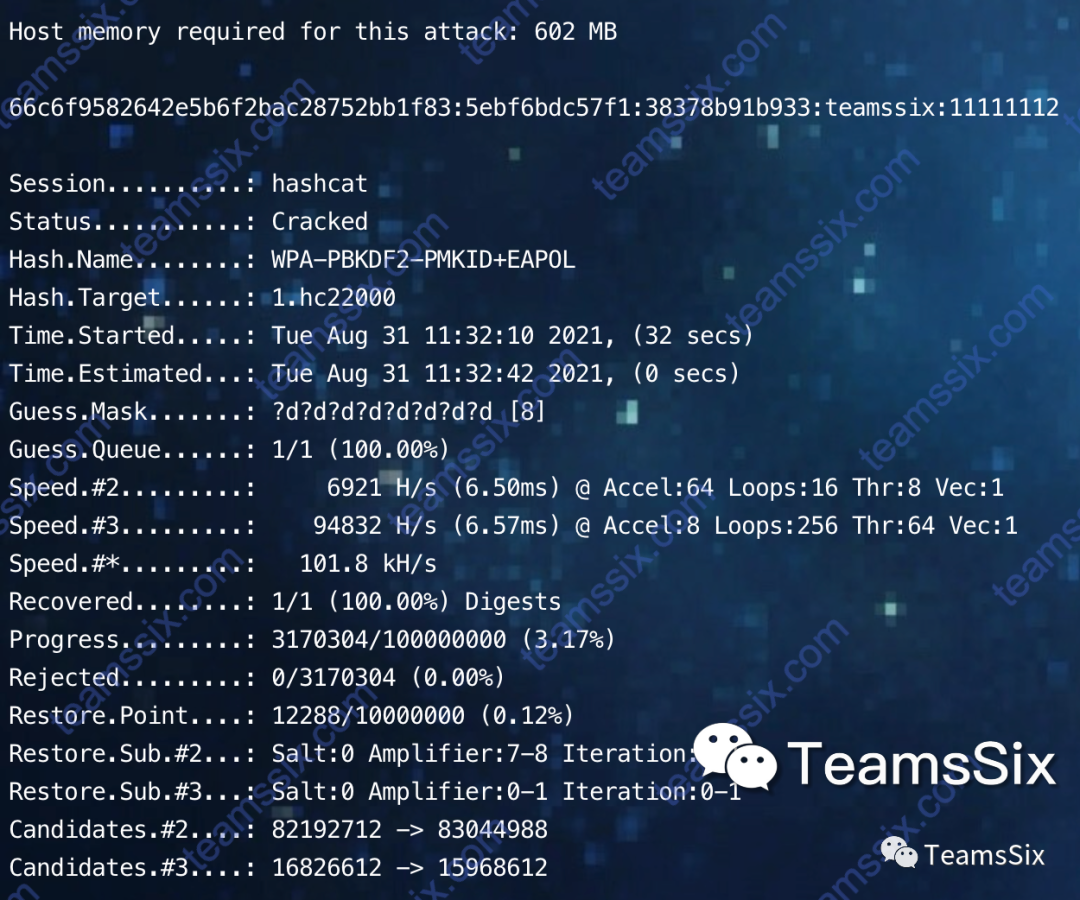 Host memory required for this attack: 602 MB
66c6f9582642e5b6f2bac28752bb1f83:5ebf6bdc57f1:38378b91b933:teamssix:11111112
Session..........: hashcat
Status...........: Cracked
Hash.Name........: WPA-PBKDF2-PMKID+EAPOL
Hash.Target......: 1.hc22000
Time.Started.....: Tue Aug 31 11:32:10 2021, (32 secs)
Time.Estimated...: Tue Aug 31 11:32:42 2021, (0 secs)
Guess.Mask.......: ?d?d?d?d?d?d?d?d [8]
Guess.Queue......: 1/1 (100.00%)
Speed.#2.........:     6921 H/s (6.50ms) @ Accel:64 Loops:16 Thr:8 Vec:1
Speed.#3.........:    94832 H/s (6.57ms) @ Accel:8 Loops:256 Thr:64 Vec:1
Speed.#*.........:   101.8 kH/s
Recovered........: 1/1 (100.00%) Digests
Progress.........: 3170304/100000000 (3.17%)
Rejected.........: 0/3170304 (0.00%)
Restore.Point....: 12288/10000000 (0.12%)
Restore.Sub.#2...: Salt:0 Amplifier:7-8 Iteration:
Restore.Sub.#3...: Salt:0 Amplifier:0-1 Iteration:0-1
Candidates.#2....: 82192712 -> 83044988
Candidates.#3....: 16826612 -> 15968612
TeamsSix
TeamsSix
teamssix.com